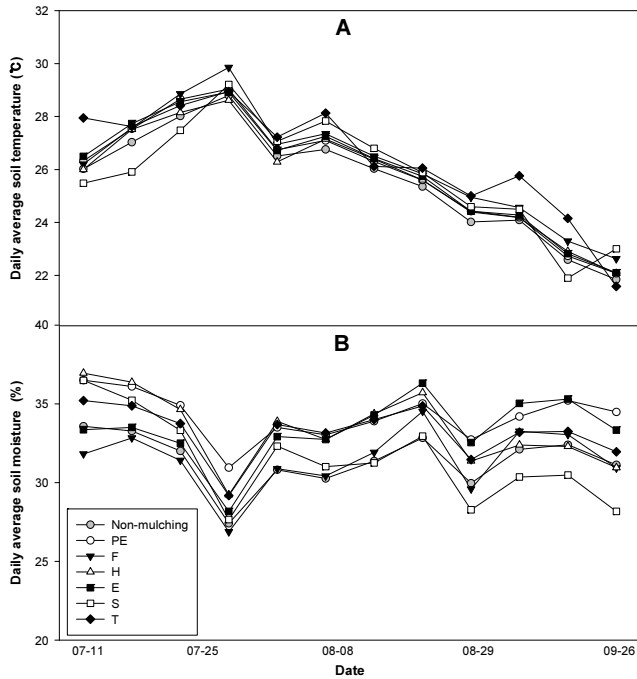 A
Daily average soil temperature (℃)
32
30
28
26
24
22
40
B
Daily average soil moisture (%)
35
30
25
20
Non-mulching
PE
F
H
E
S
T
07-11
07-25
08-08
08-29
09-26
Date